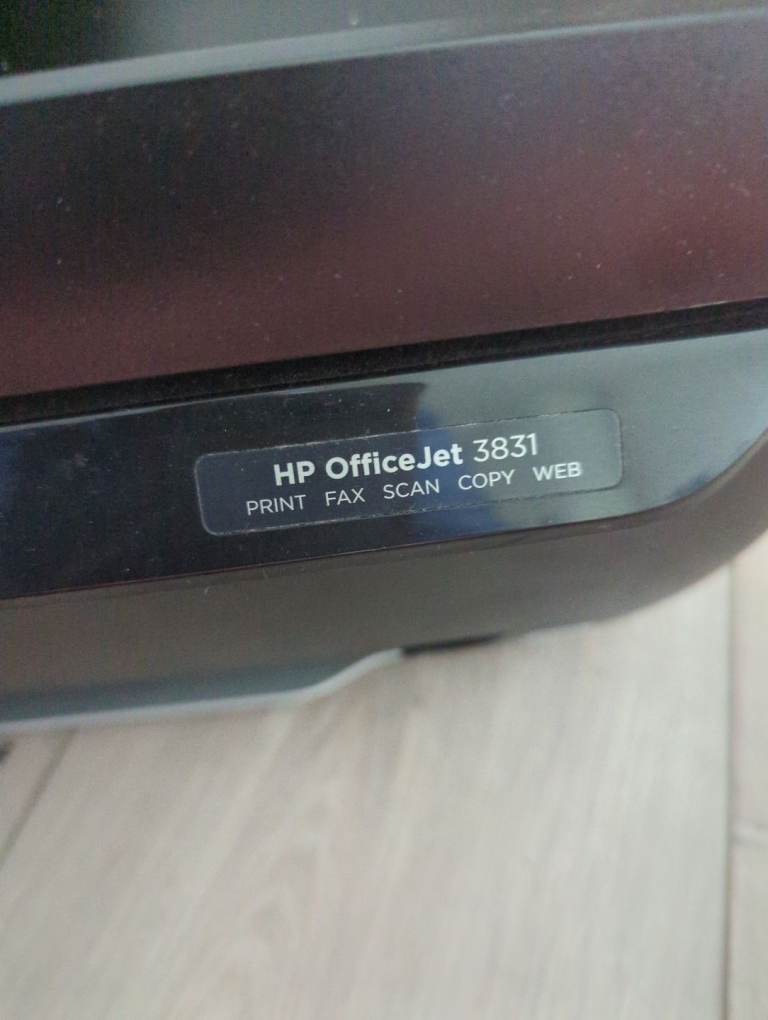 HP OfficeJet 3831
PRINT FAX SCAN COPY WEB